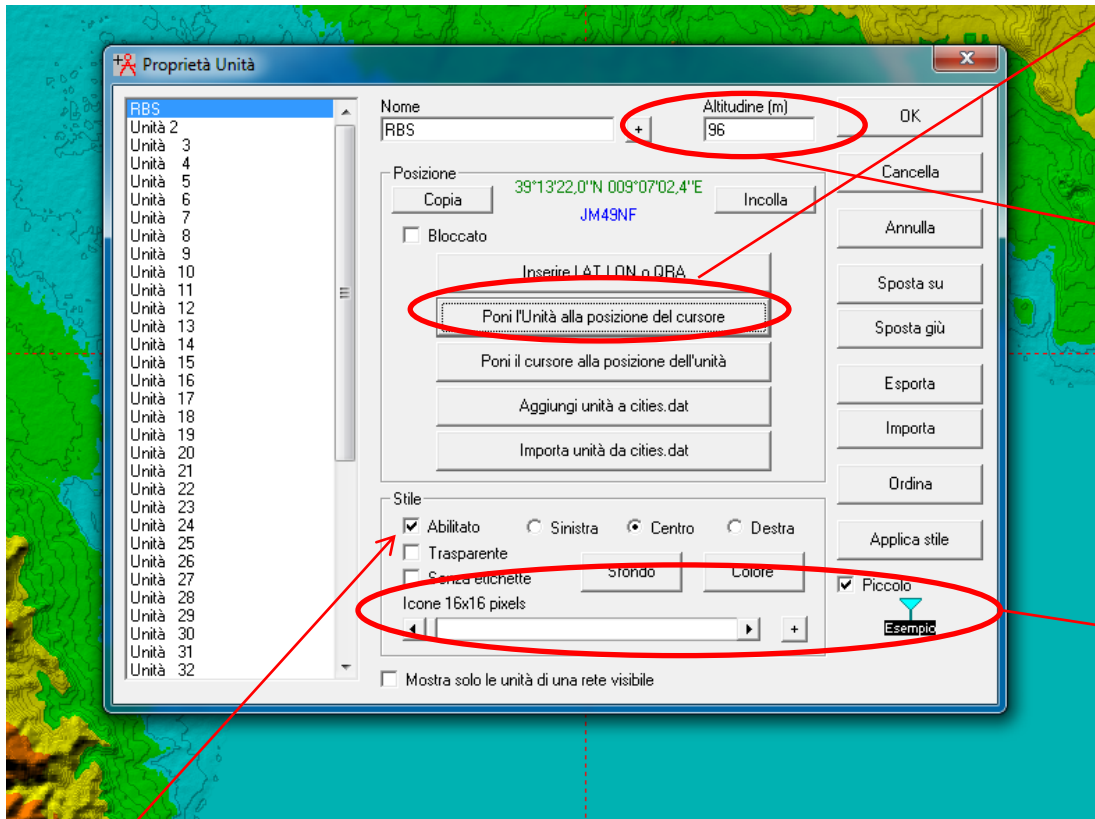 Proprietà Unità
RBS
Unità 2
Unità 3
Unità 4
Unità 5
Unità 6
Unità 7
Unità 8
Unità 9
Unità 10
Unità 11
Unità 12
Unità 13
Unità 14
Unità 15
Unità 16
Unità 17
Unità 18
Unità 19
Unità 20
Unità 21
Unità 22
Unità 23
Unità 24
Unità 25
Unità 26
Unità 27
Unità 28
Unità 29
Unità 30
Unità 31
Unità 32
Nome
RBS
+
Altitudine (m)
96
Posizione
Copia
39°13'22,0''N 009°07'02,4''E
JM49NF
Incolla
Bloccato
Inserire LAT LON o QRA
Poni l'Unità alla posizione del cursore
Poni il cursore alla posizione dell'unità
Aggiungi unità a cities.dat
Importa unità da cities.dat
Stile
Abilitato
Sinistra
Centro
Destra
Trasparente
Senza etichette
Sfondo
Colore
Icone 16x16 pixels
+
Mostra solo le unità di una rete visibile
OK
Cancella
Annulla
Sposta su
Sposta giù
Esporta
Importa
Ordina
Applica stile
Piccolo
Esempio